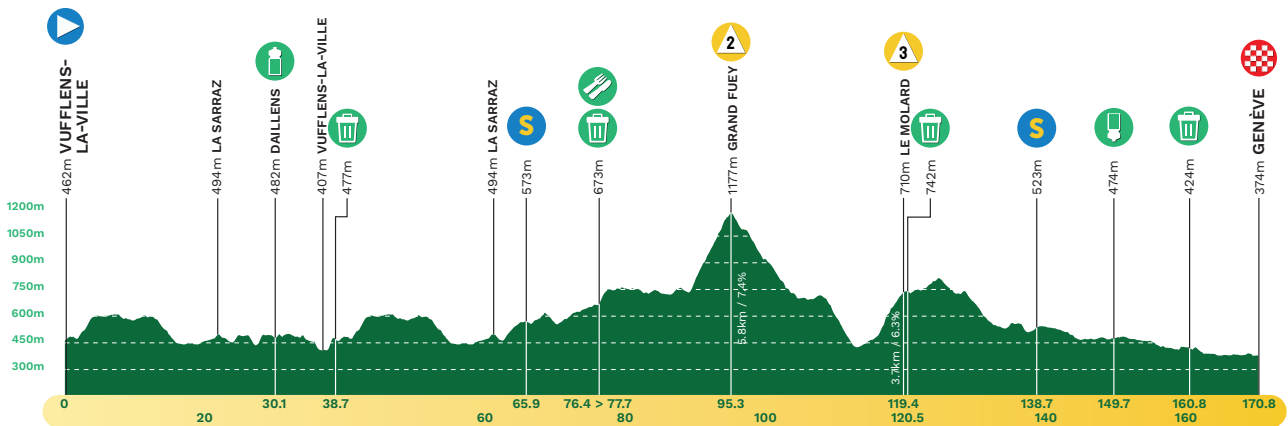 462m VUFFLENS-
LA-VILLE
494m LA SARRAZ
482m DAILLENS
407m VUFFLENS-LA-VILLE
477m
494m LA SARRAZ
S
573m
673m
2
1177m GRAND FUEY
3
710m LE MOLARD
742m
S
523m
474m
424m
374m GENÈVE
1200m
1050m
900m
750m
600m
450m
300m
5.8km / 7.4%
3.7km / 6.3%
0 30.1 38.7 65.9 76.4 > 77.7 95.3 119.4 138.7 149.7 160.8 170.8
20 60 80 100 120.5 140 160